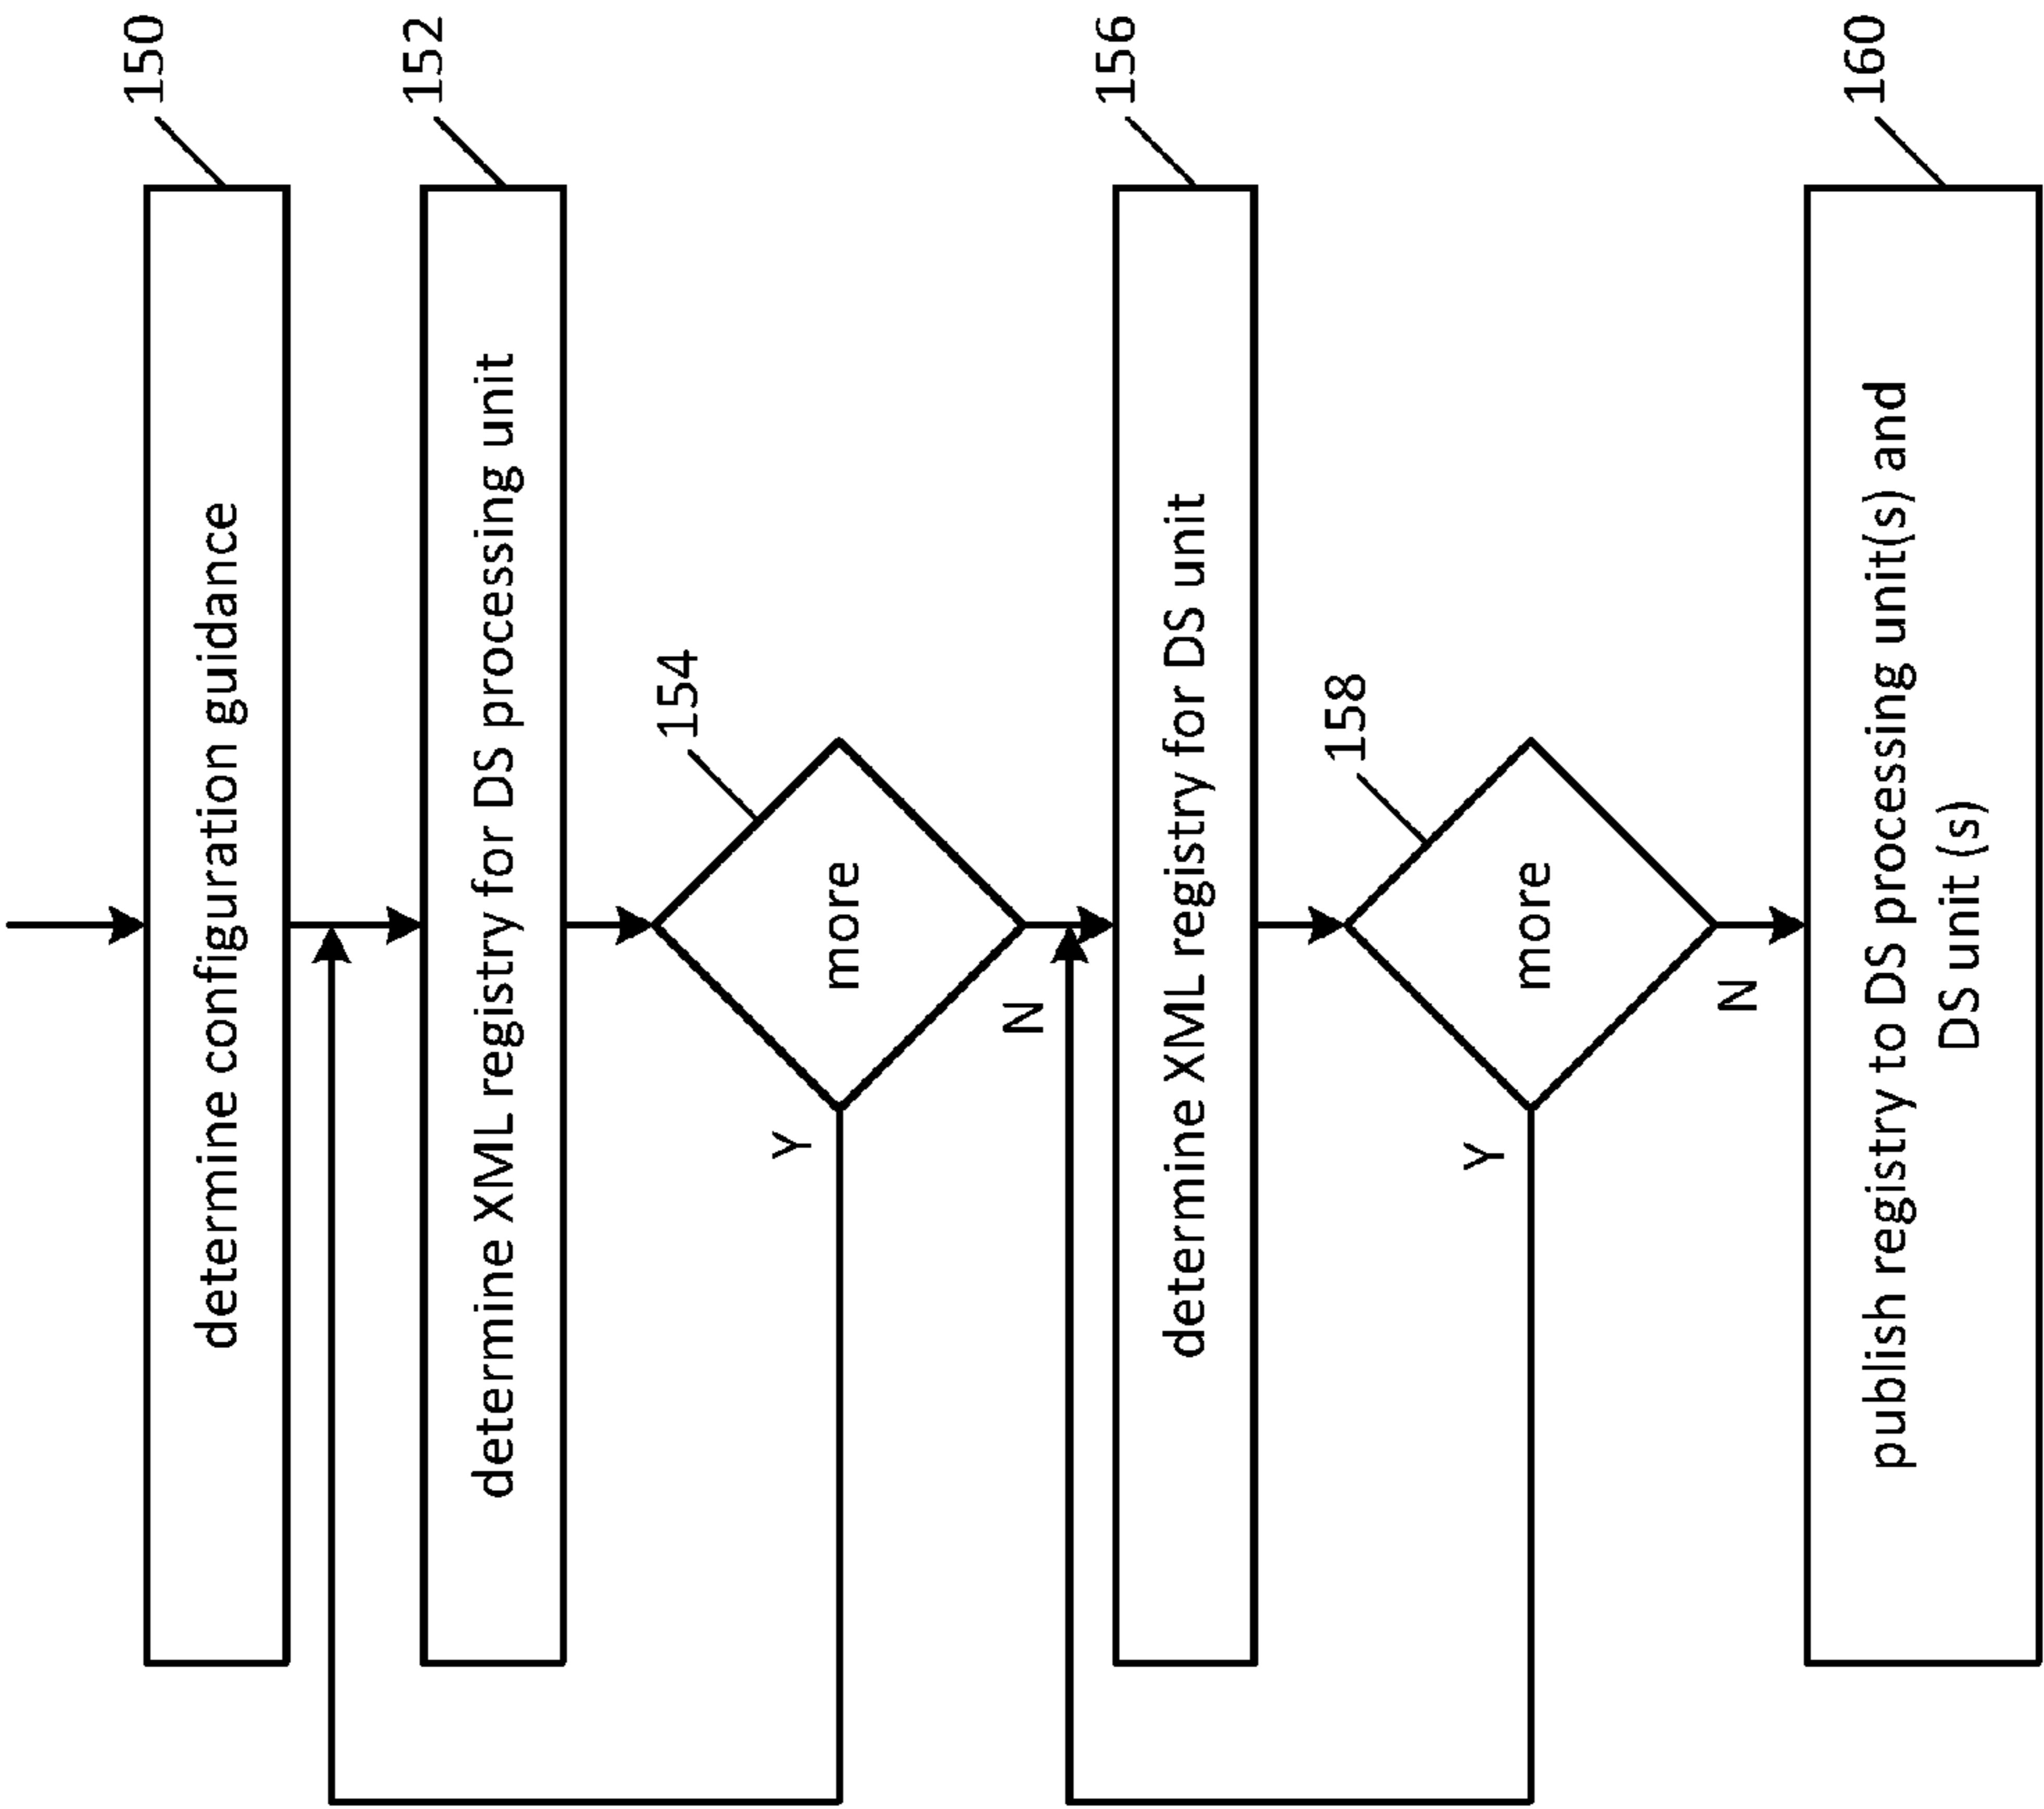 150
determine configuration guidance
152
determine XML registry for DS processing unit
154
more
Y
N
156
determine XML registry for DS unit
158
more
Y
N
160
publish registry to DS processing unit(s) and
DS unit (s)